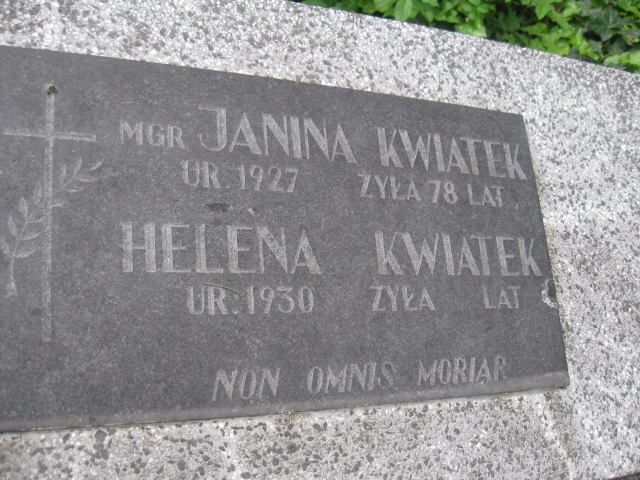 MGR JANINA KWIATEK
UR. 1927 ŻYŁA 78 LAT
HELENA KWIATEK
UR. 1930 ŻYŁA LAT
NON OMNIS MORIAR